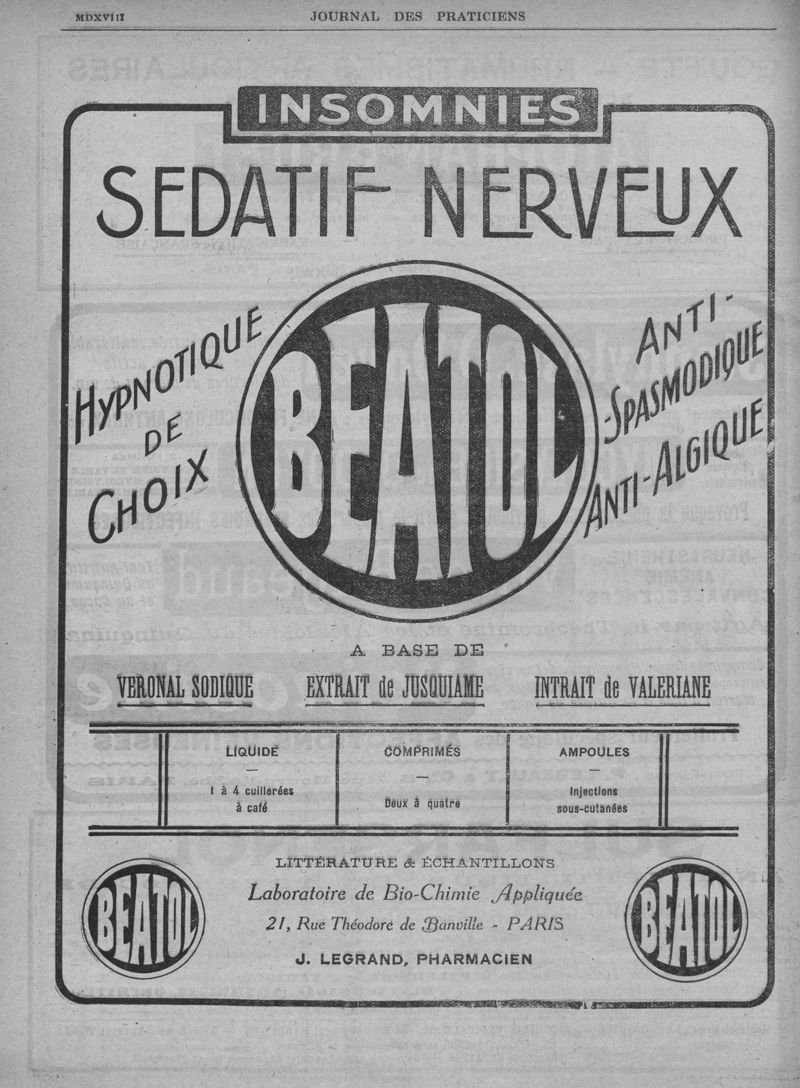 MDXVIII
JOURNAL DES PRATICIENS
INSOMNIES
SEDATIF NERVEUX
HYPNOTIQUE
DE
CHOIX
BEATOL
ANTI-
-SPASMODIQUE
ANTI-ALGIQUE
A BASE DE
VERONAL SODIQUE
EXTRAIT de JUSQUIAME
INTRAIT de VALERIANE
LIQUIDE
1 à 4 cuillerées
à café
COMPRIMÉS
Deux à quatre
AMPOULES
Injections
sous-cutanées
LITTÉRATURE & ÉCHANTILLONS
Laboratoire de Bio-Chimie Appliquée
21, Rue Théodore de Banville - PARIS
J. LEGRAND, PHARMACIEN
BEATOL
BEATOL